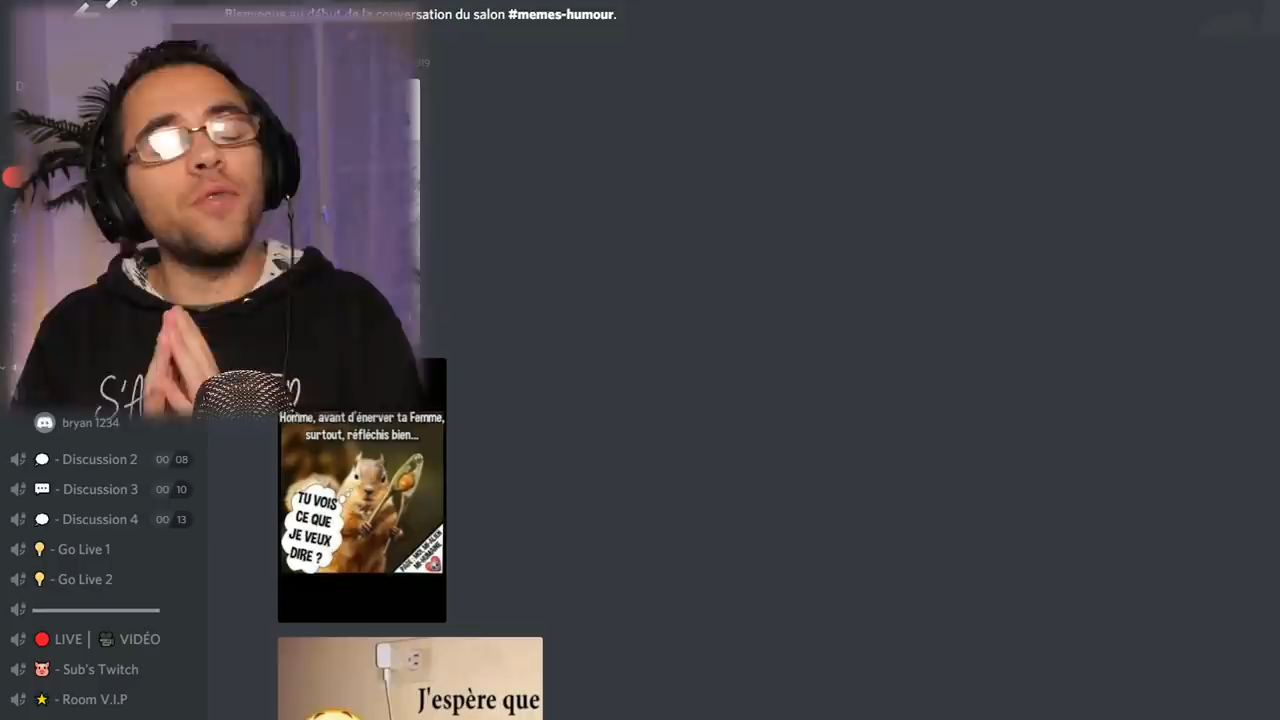 Bienvenue au début de la conversation du salon #memes-humour.
bryan 1234
- Discussion 2 00 08
- Discussion 3 00 10
- Discussion 4 00 13
- Go Live 1
- Go Live 2
LIVE | VIDÉO
- Sub's Twitch
- Room V.I.P
Homme, avant d'énerver ta Femme,
surtout, réfléchis bien...
TU VOIS
CE QUE
JE VEUX
DIRE ?
J'espère que